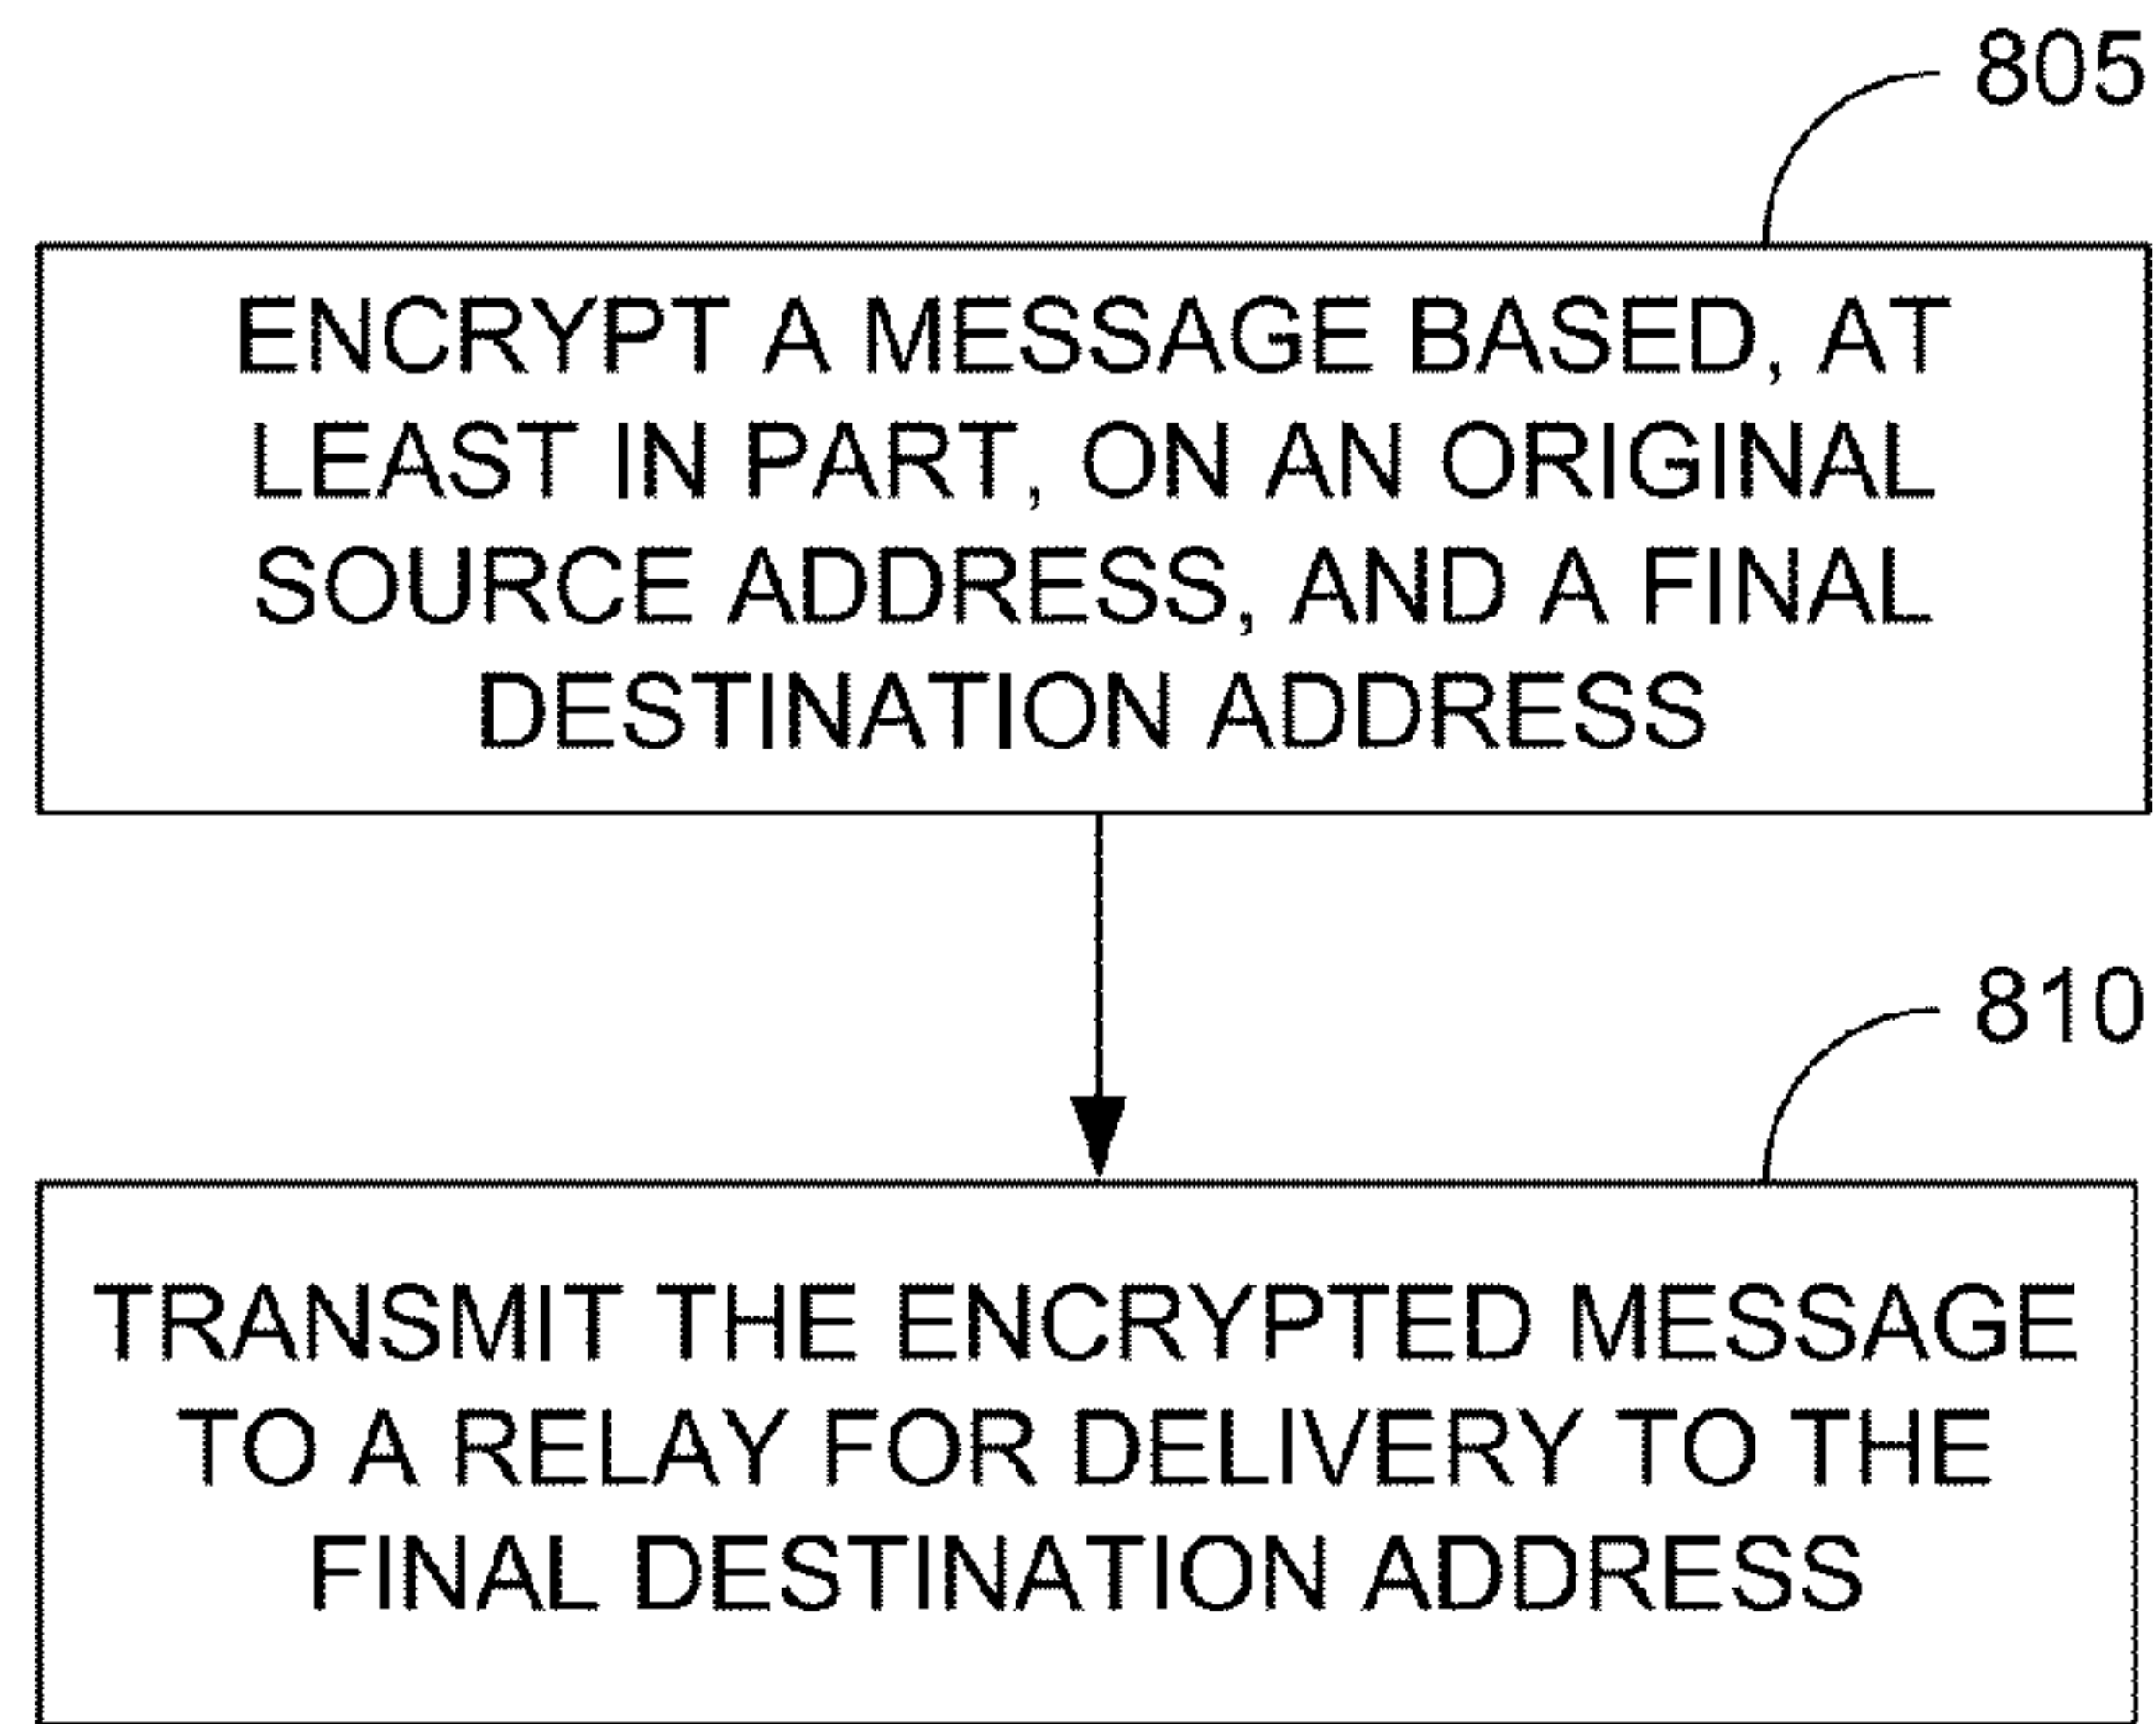 805
ENCRYPT A MESSAGE BASED, AT
LEAST IN PART, ON AN ORIGINAL
SOURCE ADDRESS, AND A FINAL
DESTINATION ADDRESS
810
TRANSMIT THE ENCRYPTED MESSAGE
TO A RELAY FOR DELIVERY TO THE
FINAL DESTINATION ADDRESS